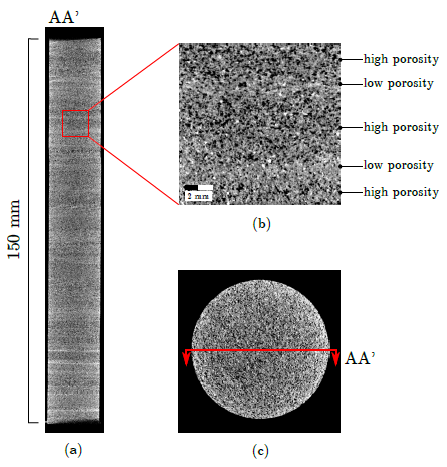 AA'
150 mm
high porosity
low porosity
high porosity
low porosity
high porosity
2 mm
(b)
AA'
(a)
(c)